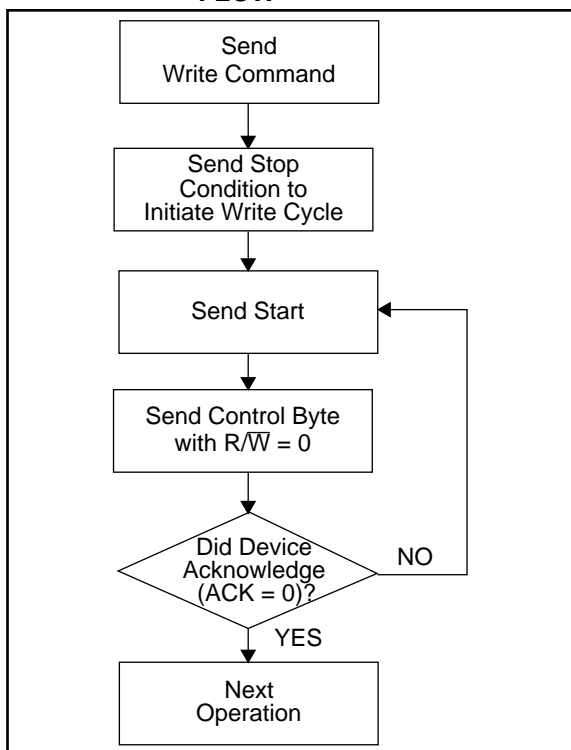 Send
Write Command
Send Stop
Condition to
Initiate Write Cycle
Send Start
Send Control Byte
with R/W̅ = 0
Did Device
Acknowledge
(ACK = 0)?
NO
YES
Next
Operation